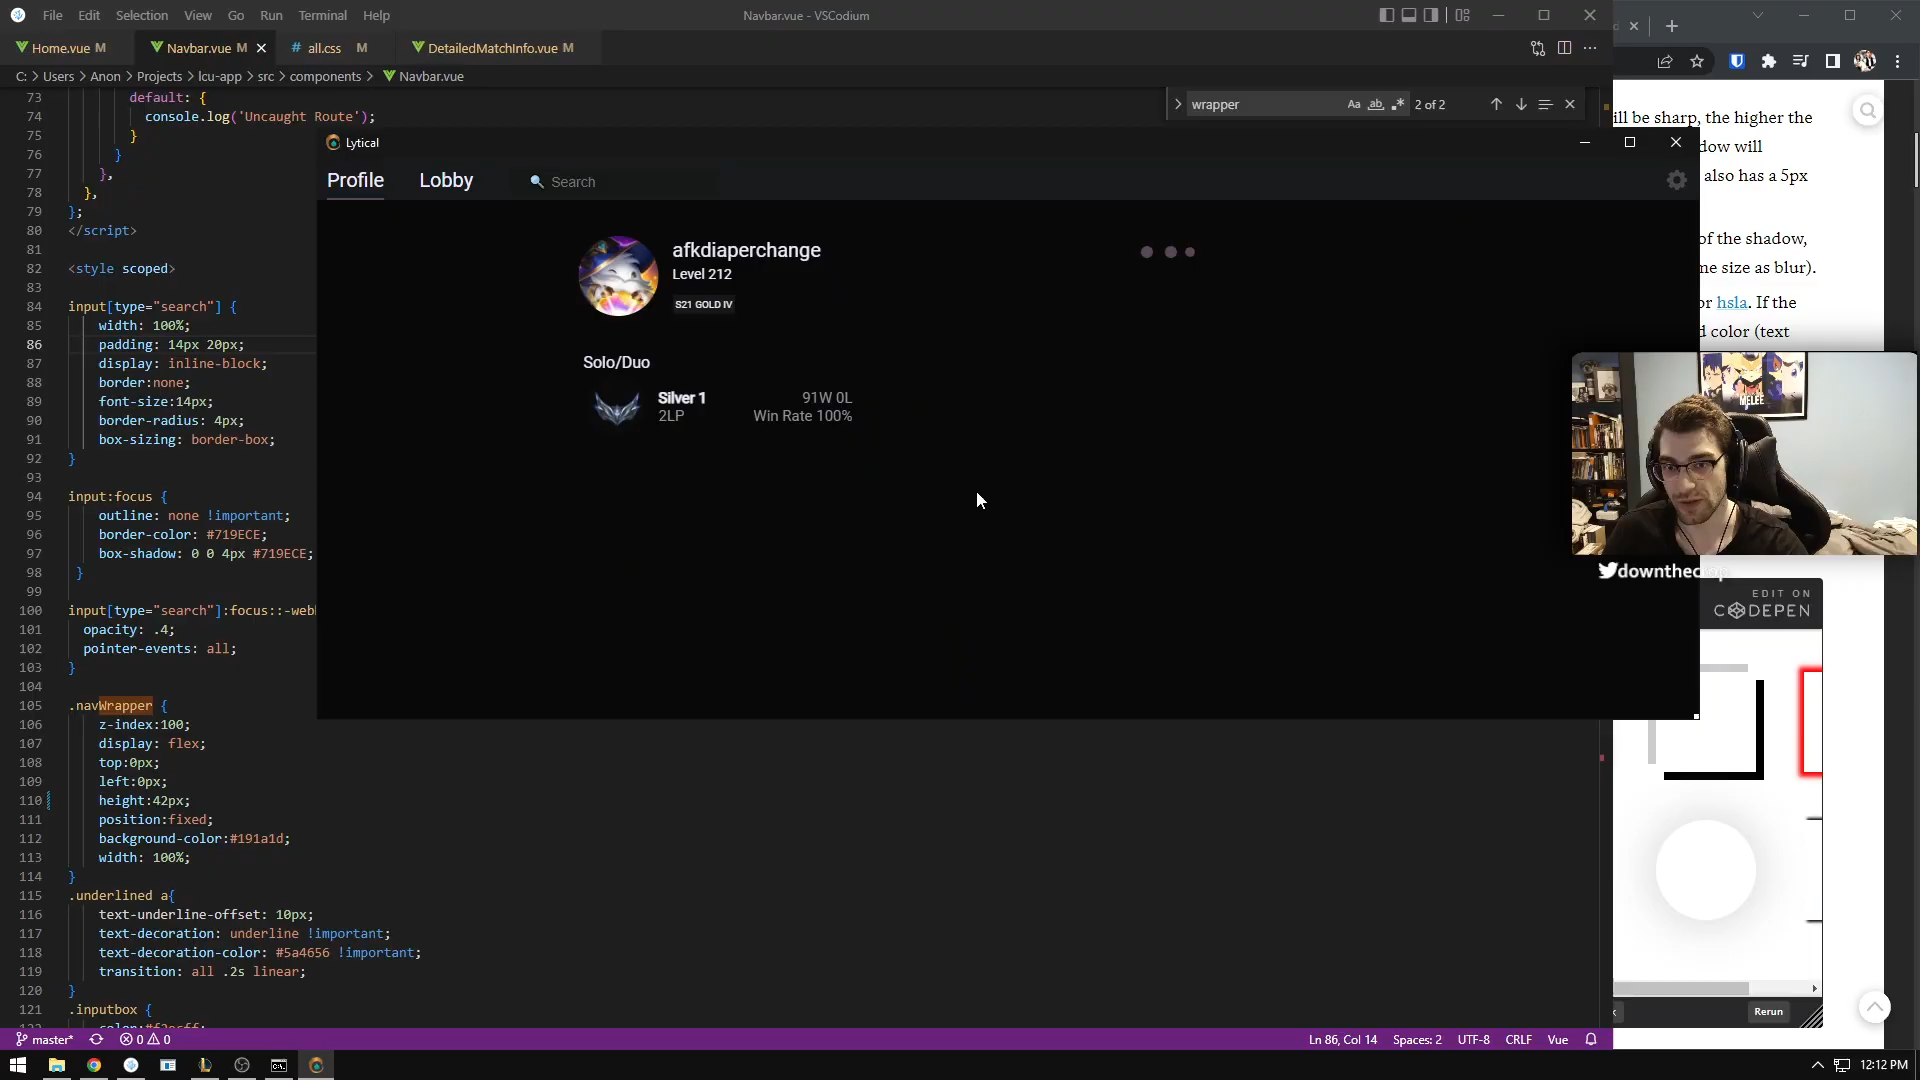 File Edit Selection View Go Run Terminal Help
Navbar.vue - VSCodium
Home.vue M
Navbar.vue M
# all.css M
DetailedMatchInfo.vue M
C: > Users > Anon > Projects > lcu-app > src > components > Navbar.vue
73 default: {
74 console.log('Uncaught Route');
75 }
76 }
77 },
78 },
79 };
80 </script>
81
82 <style scoped>
83
84 input[type="search"] {
85 width: 100%;
86 padding: 14px 20px;
87 display: inline-block;
88 border:none;
89 font-size:14px;
90 border-radius: 4px;
91 box-sizing: border-box;
92 }
93
94 input:focus {
95 outline: none !important;
96 border-color: #719ECE;
97 box-shadow: 0 0 4px #719ECE;
98 }
99
100 input[type="search"]:focus::-web
101 opacity: .4;
102 pointer-events: all;
103 }
104
105 .navWrapper {
106 z-index:100;
107 display: flex;
108 top:0px;
109 left:0px;
110 height:42px;
111 position:fixed;
112 background-color:#191a1d;
113 width: 100%;
114 }
115 .underlined a{
116 text-underline-offset: 10px;
117 text-decoration: underline !important;
118 text-decoration-color: #5a4656 !important;
119 transition: all .2s linear;
120 }
121 .inputbox {
wrapper
Aa ab .*
2 of 2
Lytical
Profile
Lobby
Search
afkdiaperchange
Level 212
S21 GOLD IV
Solo/Duo
Silver 1
2LP
91W 0L
Win Rate 100%
ill be sharp, the higher the
dow will
also has a 5px
of the shadow,
me size as blur).
or hsla. If the
d color (text
MELEE
EDIT ON
CODEPEN
Rerun
master*
0 0
Ln 86, Col 14
Spaces: 2
UTF-8
CRLF
Vue
12:12 PM